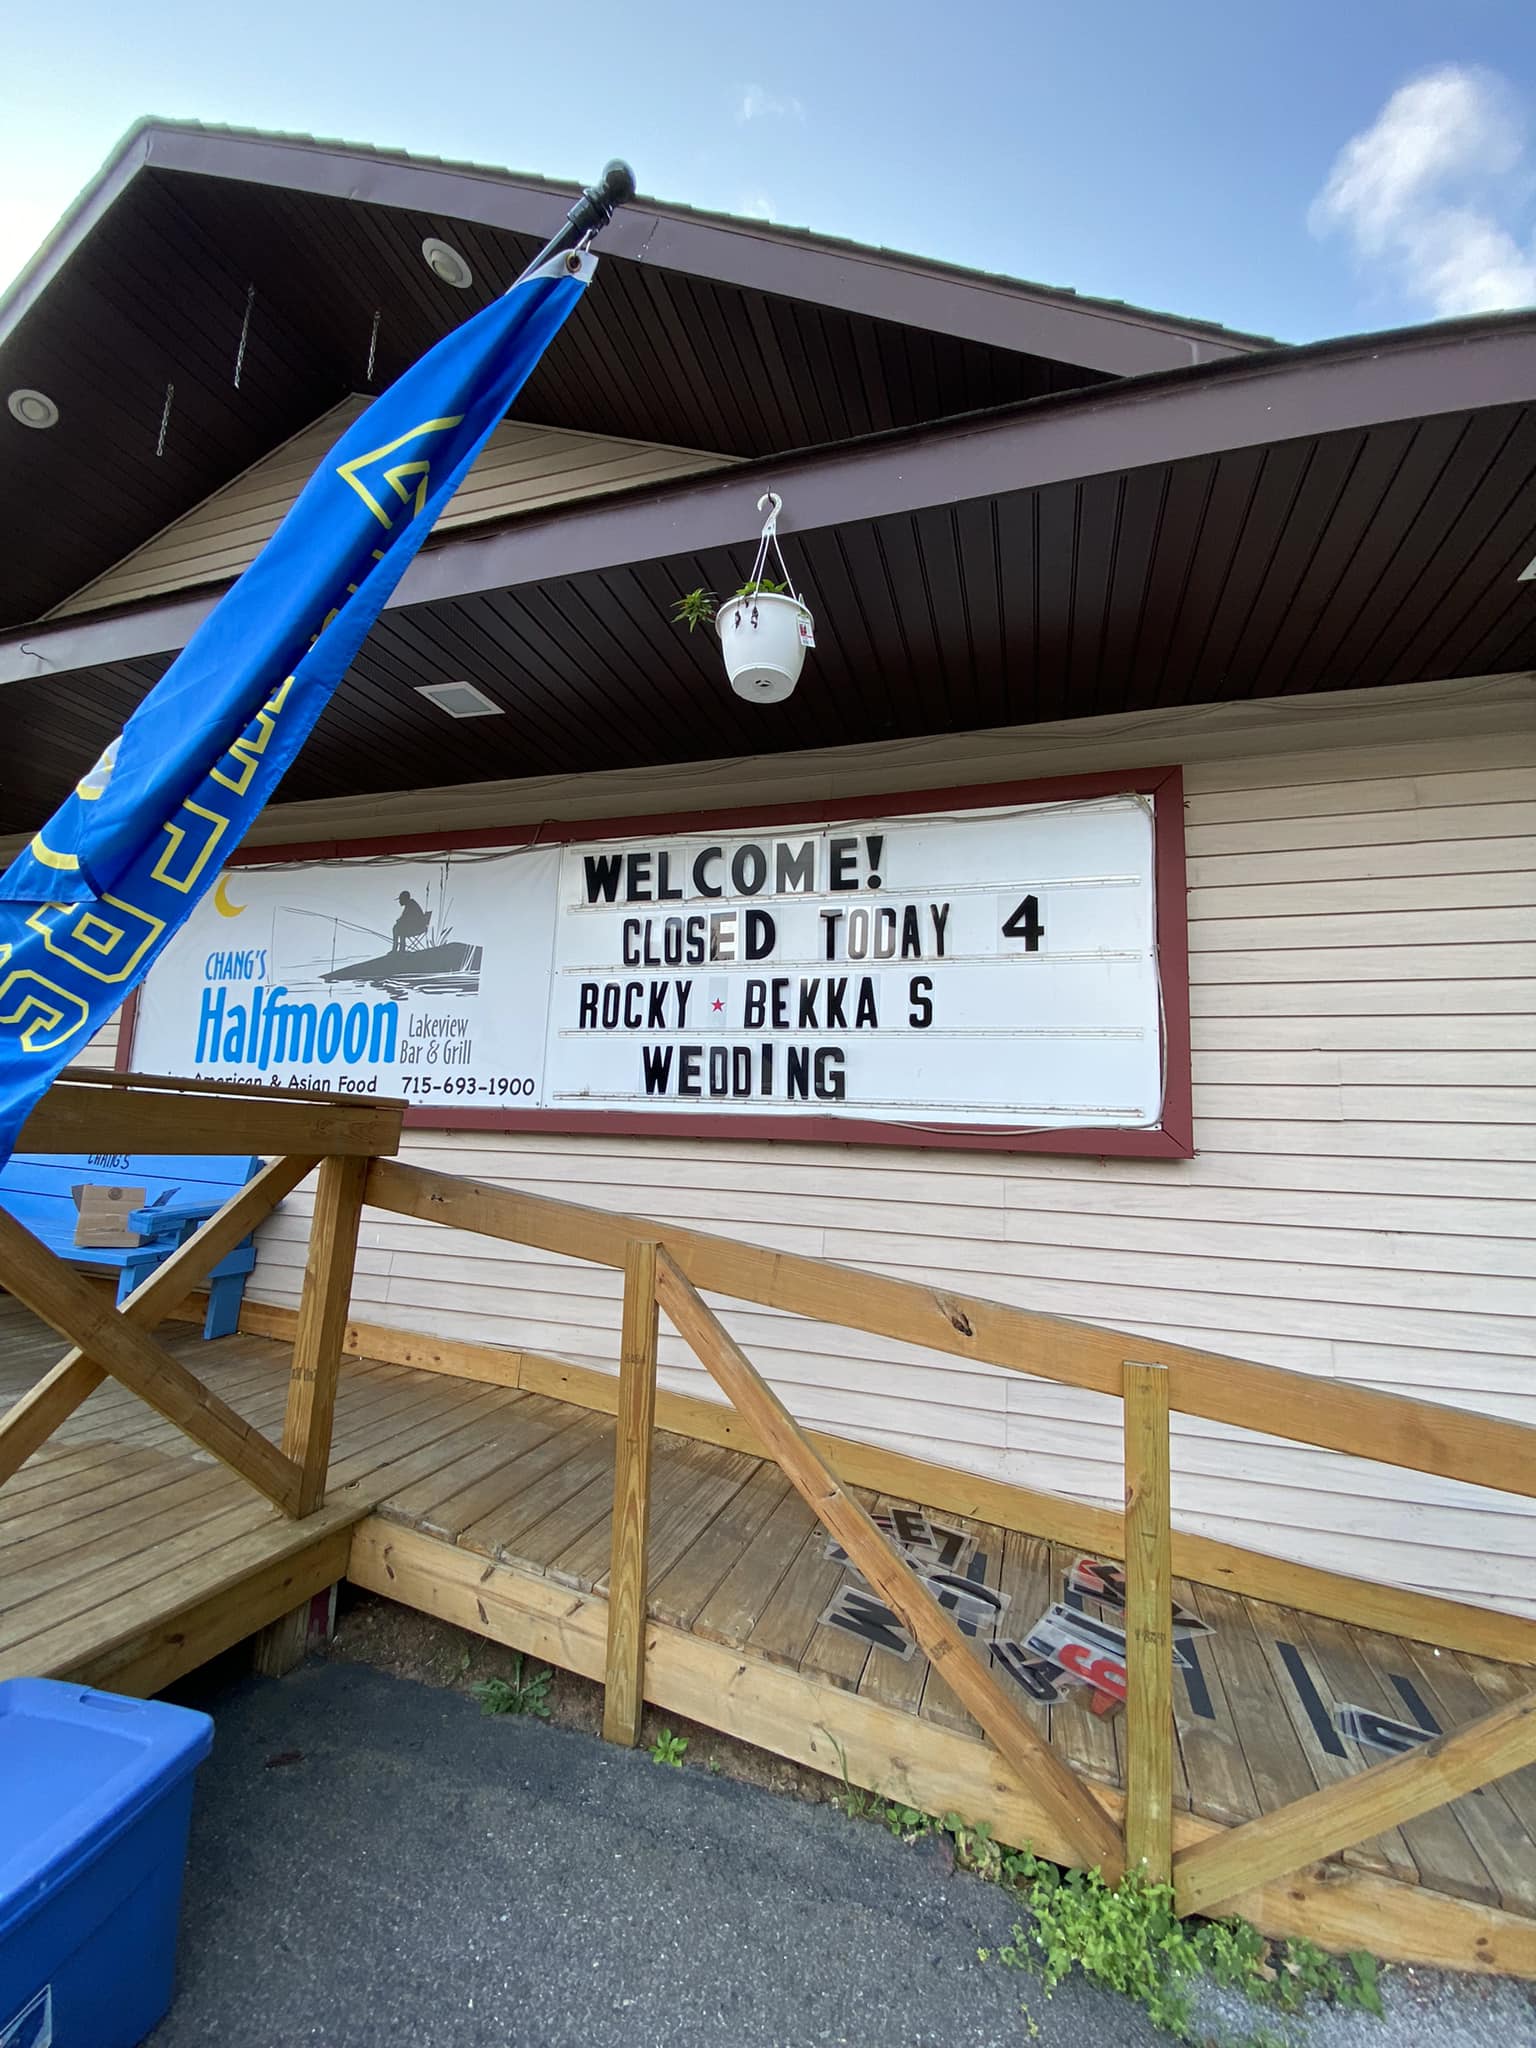 WELCOME!
CLOSED TODAY 4
ROCKY ★ BEKKA S
WEDDING
CHANG'S
Halfmoon
Lakeview
Bar & Grill
American & Asian Food 715-693-1900
CHANG'S